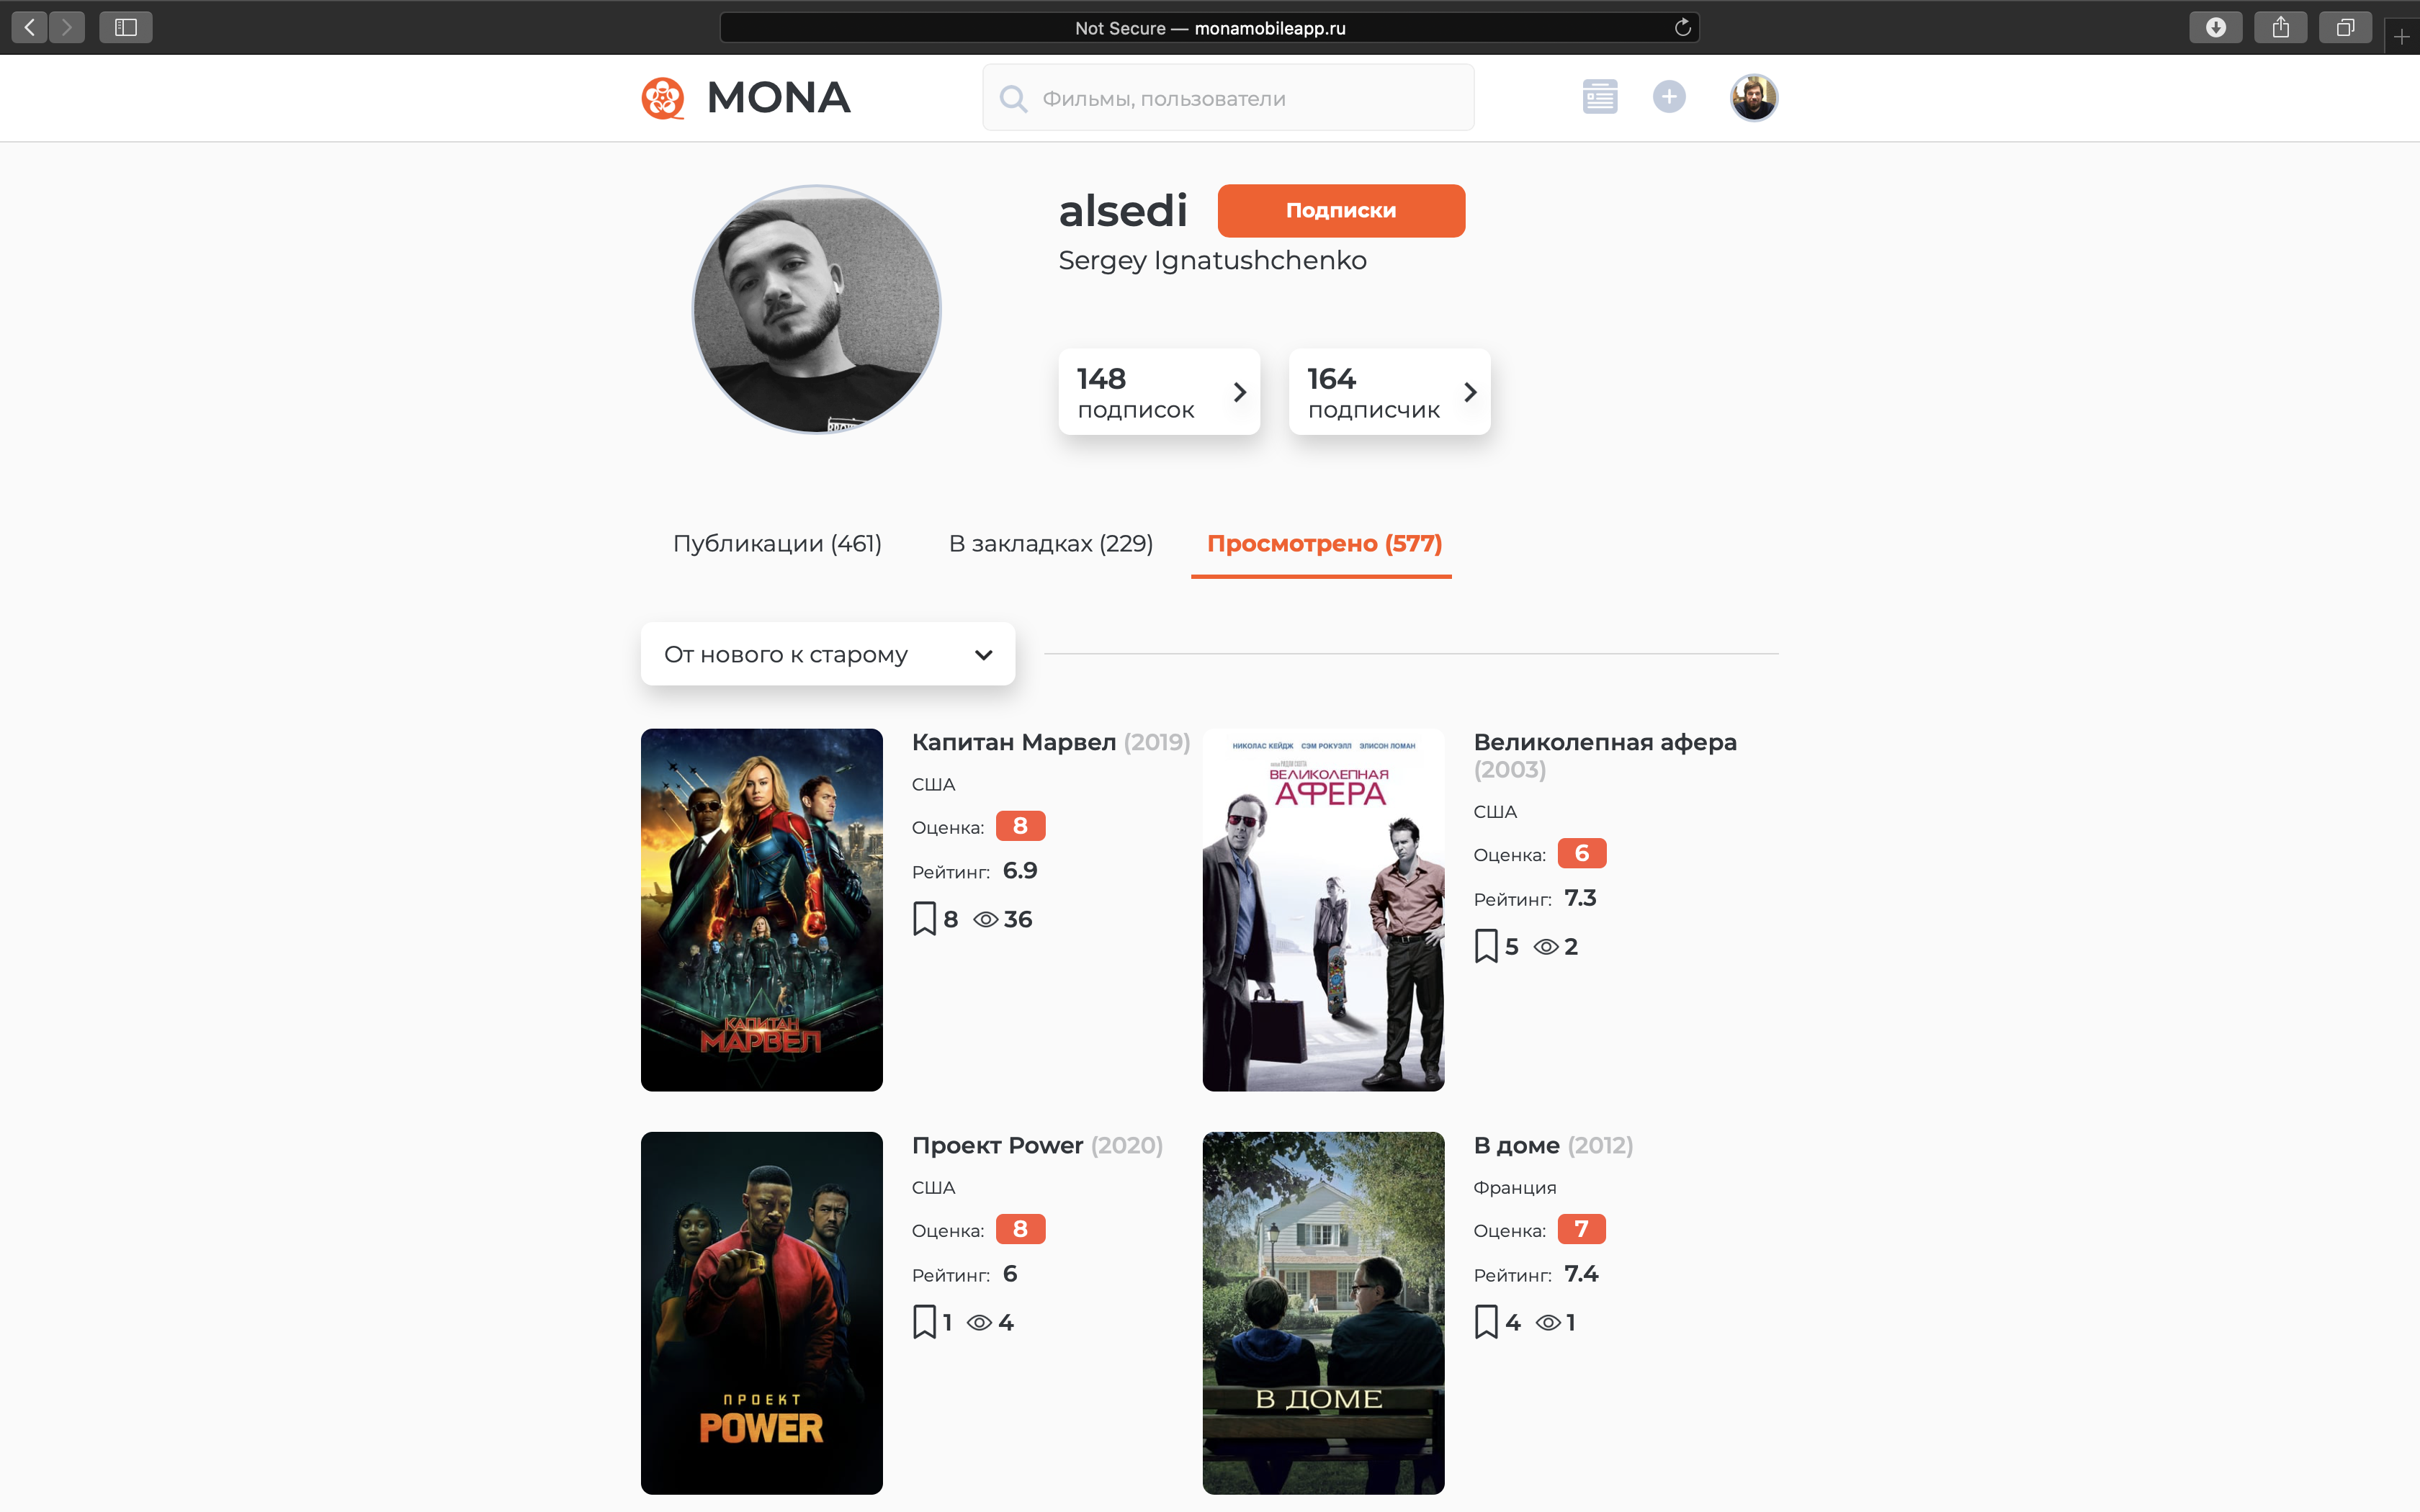 Not Secure — monamobileapp.ru
MONA
Фильмы, пользователи
alsedi
Подписки
Sergey Ignatushchenko
148
подписок
164
подписчик
Публикации (461)
В закладках (229)
Просмотрено (577)
От нового к старому
Капитан Марвел (2019)
США
Оценка: 8
Рейтинг: 6.9
8 36
КАПИТАН
МАРВЕЛ
НИКОЛАС КЕЙДЖ СЭМ РОКУЭЛЛ ЭЛИСОН ЛОМАН
ВЕЛИКОЛЕПНАЯ
АФЕРА
Великолепная афера
(2003)
США
Оценка: 6
Рейтинг: 7.3
5 2
Проект Power (2020)
США
Оценка: 8
Рейтинг: 6
1 4
ПРОЕКТ
POWER
В доме (2012)
Франция
Оценка: 7
Рейтинг: 7.4
4 1
В ДОМЕ